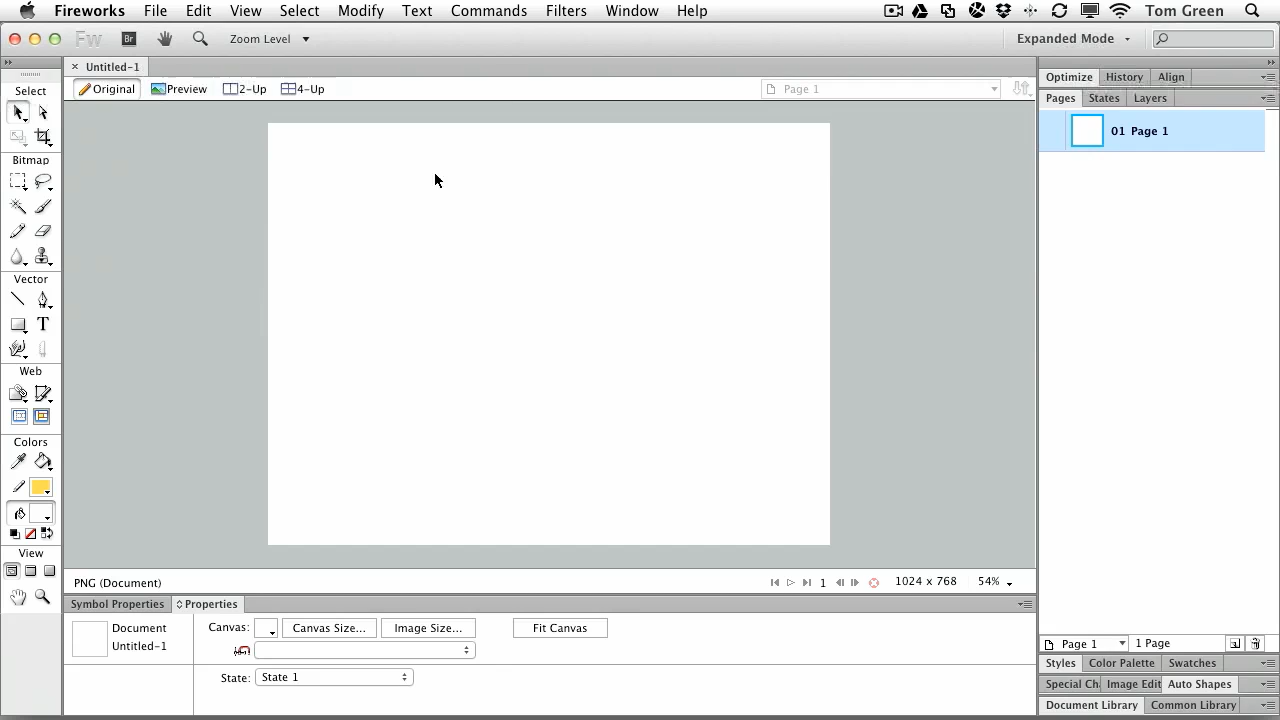 Fireworks File Edit View Select Modify Text Commands Filters Window Help Tom Green
Fw Br Zoom Level Expanded Mode
Untitled-1
Original Preview 2-Up 4-Up Page 1
Optimize History Align
Pages States Layers
01 Page 1
Select
Bitmap
Vector
T
Web
Colors
View
PNG (Document) 1 1024 x 768 54%
Symbol Properties Properties
Document
Untitled-1
Canvas: Canvas Size... Image Size... Fit Canvas
State: State 1
Page 1 1 Page
Styles Color Palette Swatches
Special Ch Image Edit Auto Shapes
Document Library Common Library